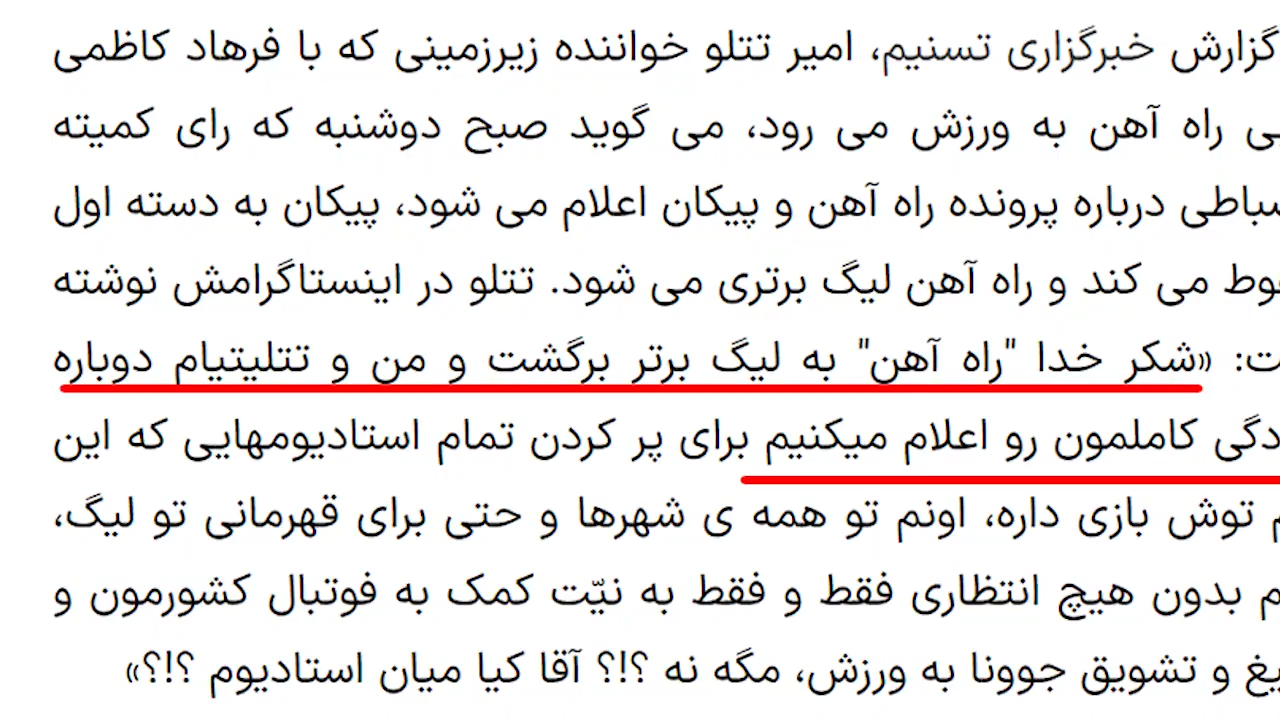 گزارش خبرگزاری تسنیم، امیر تتلو خواننده زیرزمینی که با فرهاد کاظمی
راه آهن به ورزش می رود، می گوید صبح دوشنبه که رای کمیته
درباره پرونده راه آهن و پیکان اعلام می شود، پیکان به دسته اول
می کند و راه آهن لیگ برتری می شود. تتلو در اینستاگرامش نوشته
«شکر خدا "راه آهن" به لیگ برتر برگشت و من و تتلیتیام دوباره
کاملمون رو اعلام میکنیم برای پر کردن تمام استادیومهایی که این
توش بازی داره، اونم تو همه ی شهرها و حتی برای قهرمانی تو لیگ،
بدون هیچ انتظاری فقط و فقط به نیّت کمک به فوتبال کشورمون و
و تشویق جوونا به ورزش، مگه نه ؟!؟ آقا کیا میان استادیوم ؟!؟»